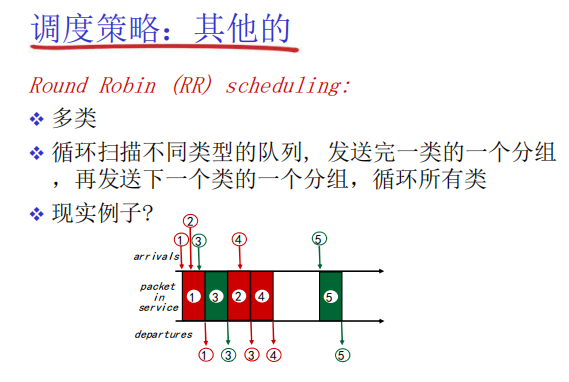 调度策略：其他的
Round Robin (RR) scheduling:
多类
循环扫描不同类型的队列, 发送完一类的一个分组
，再发送下一个类的一个分组，循环所有类
现实例子?
2
1 3 4 5
arrivals
packet
in
service
1 3 2 4 5
departures
1 3 3 4 5